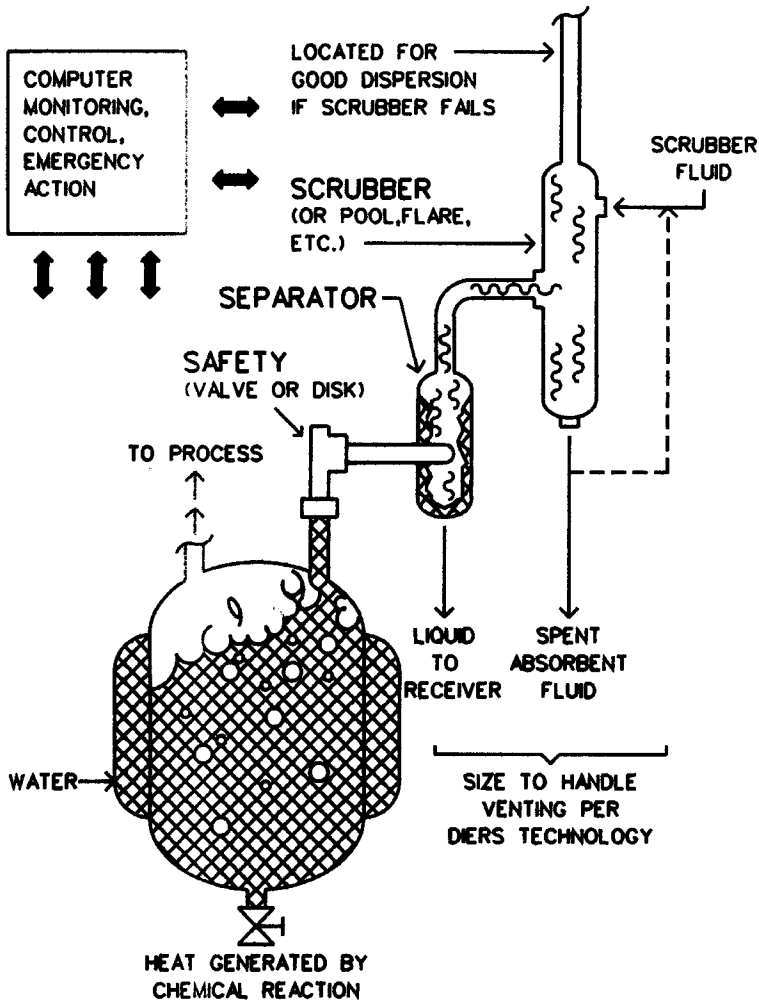 COMPUTER
MONITORING,
CONTROL,
EMERGENCY
ACTION
LOCATED FOR
GOOD DISPERSION
IF SCRUBBER FAILS
SCRUBBER
FLUID
SCRUBBER
(OR POOL,FLARE,
ETC.)
SEPARATOR
SAFETY
(VALVE OR DISK)
TO PROCESS
LIQUID
TO
RECEIVER
SPENT
ABSORBENT
FLUID
WATER
SIZE TO HANDLE
VENTING PER
DIERS TECHNOLOGY
HEAT GENERATED BY
CHEMICAL REACTION